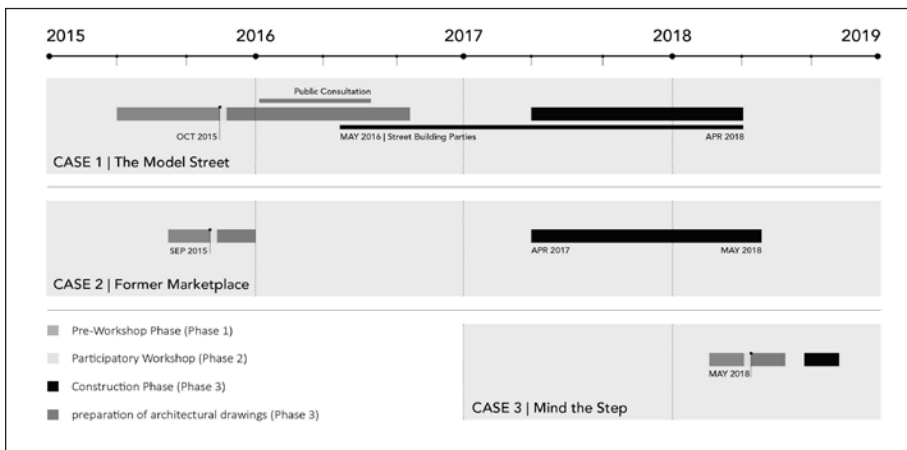 2015 2016 2017 2018 2019
Public Consultation
OCT 2015
MAY 2016 | Street Building Parties
APR 2018
CASE 1 | The Model Street
SEP 2015
APR 2017
MAY 2018
CASE 2 | Former Marketplace
Pre-Workshop Phase (Phase 1)
Participatory Workshop (Phase 2)
Construction Phase (Phase 3)
preparation of architectural drawings (Phase 3)
MAY 2018
CASE 3 | Mind the Step